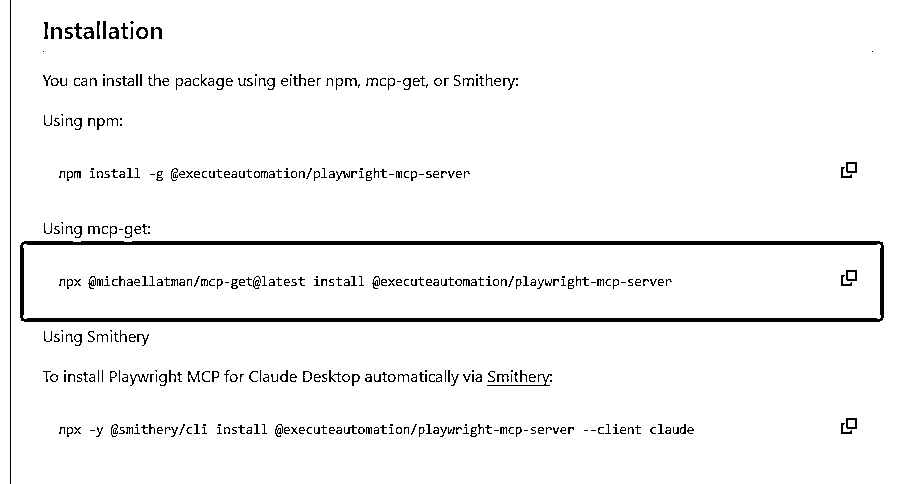 Installation
You can install the package using either npm, mcp-get, or Smithery:
Using npm:
npm install -g @executeautomation/playwright-mcp-server
Using mcp-get:
npx @michaellatman/mcp-get@latest install @executeautomation/playwright-mcp-server
Using Smithery
To install Playwright MCP for Claude Desktop automatically via Smithery:
npx -y @smithery/cli install @executeautomation/playwright-mcp-server --client claude